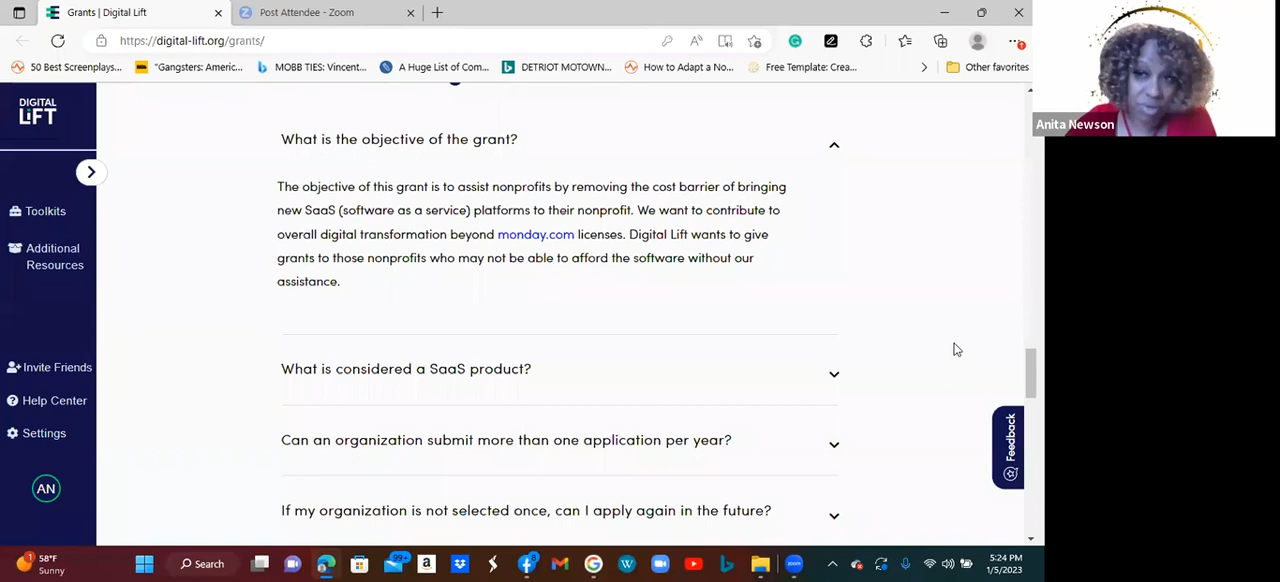 Grants | Digital Lift
Post Attendee - Zoom
https://digital-lift.org/grants/
50 Best Screenplays...
"Gangsters: Americ...
MOBB TIES: Vincent...
A Huge List of Com...
DETRIOT MOTOWN...
How to Adapt a No...
Free Template: Crea...
Other favorites
Anita Newson
DIGITAL
LiFT
Toolkits
Additional
Resources
Invite Friends
Help Center
Settings
AN
What is the objective of the grant?
The objective of this grant is to assist nonprofits by removing the cost barrier of bringing
new SaaS (software as a service) platforms to their nonprofit. We want to contribute to
overall digital transformation beyond monday.com licenses. Digital Lift wants to give
grants to those nonprofits who may not be able to afford the software without our
assistance.
What is considered a SaaS product?
Can an organization submit more than one application per year?
If my organization is not selected once, can I apply again in the future?
Feedback
1
58°F
Sunny
Search
99+
8
5:24 PM
1/5/2023